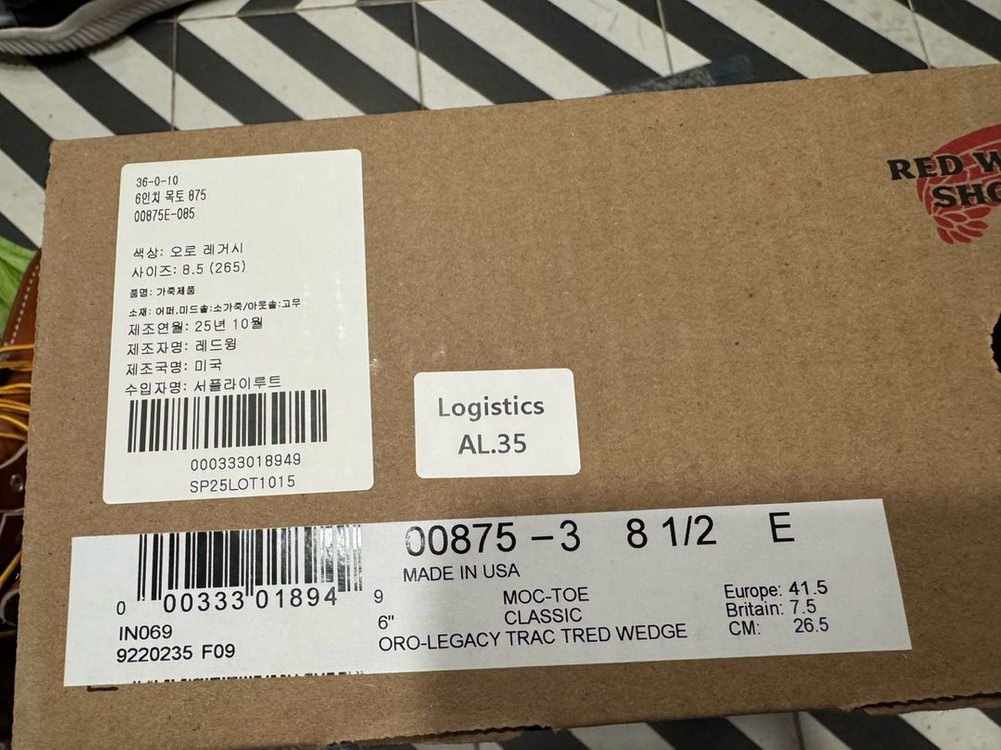 36-0-10
6인치 목토 875
00875E-085
색상: 오로 레거시
사이즈: 8.5 (265)
품명: 가죽제품
소재: 어퍼,미드솔:소가죽/아웃솔:고무
제조연월: 25년 10월
제조자명: 레드윙
제조국명: 미국
수입자명: 서플라이루트
000333018949
SP25LOT1015
Logistics
AL.35
RED W
SHO
00875-3 8 1/2 E
MADE IN USA
0 00333 01894 9
6" MOC-TOE
CLASSIC
ORO-LEGACY TRAC TRED WEDGE
Europe: 41.5
Britain: 7.5
CM: 26.5
IN069
9220235 F09